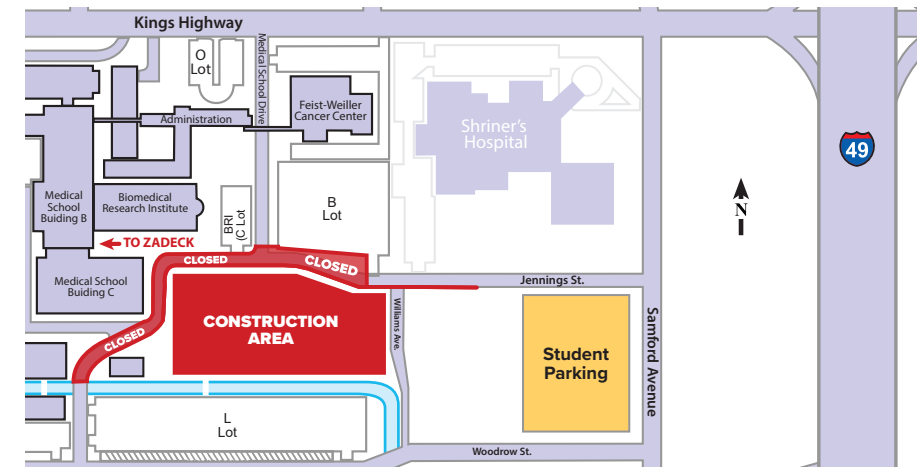 Kings Highway
O
Lot
Medical School Drive
Feist-Weiller
Cancer Center
Administration
Shriner's
Hospital
49
Medical
School
Buiding B
Biomedical
Research Institute
BRI
(C Lot
B
Lot
N
TO ZADECK
CLOSED
CLOSED
Medical School
Buiding C
Jennings St.
CONSTRUCTION
AREA
Williams Ave.
CLOSED
Student
Parking
Samford Avenue
L
Lot
Woodrow St.